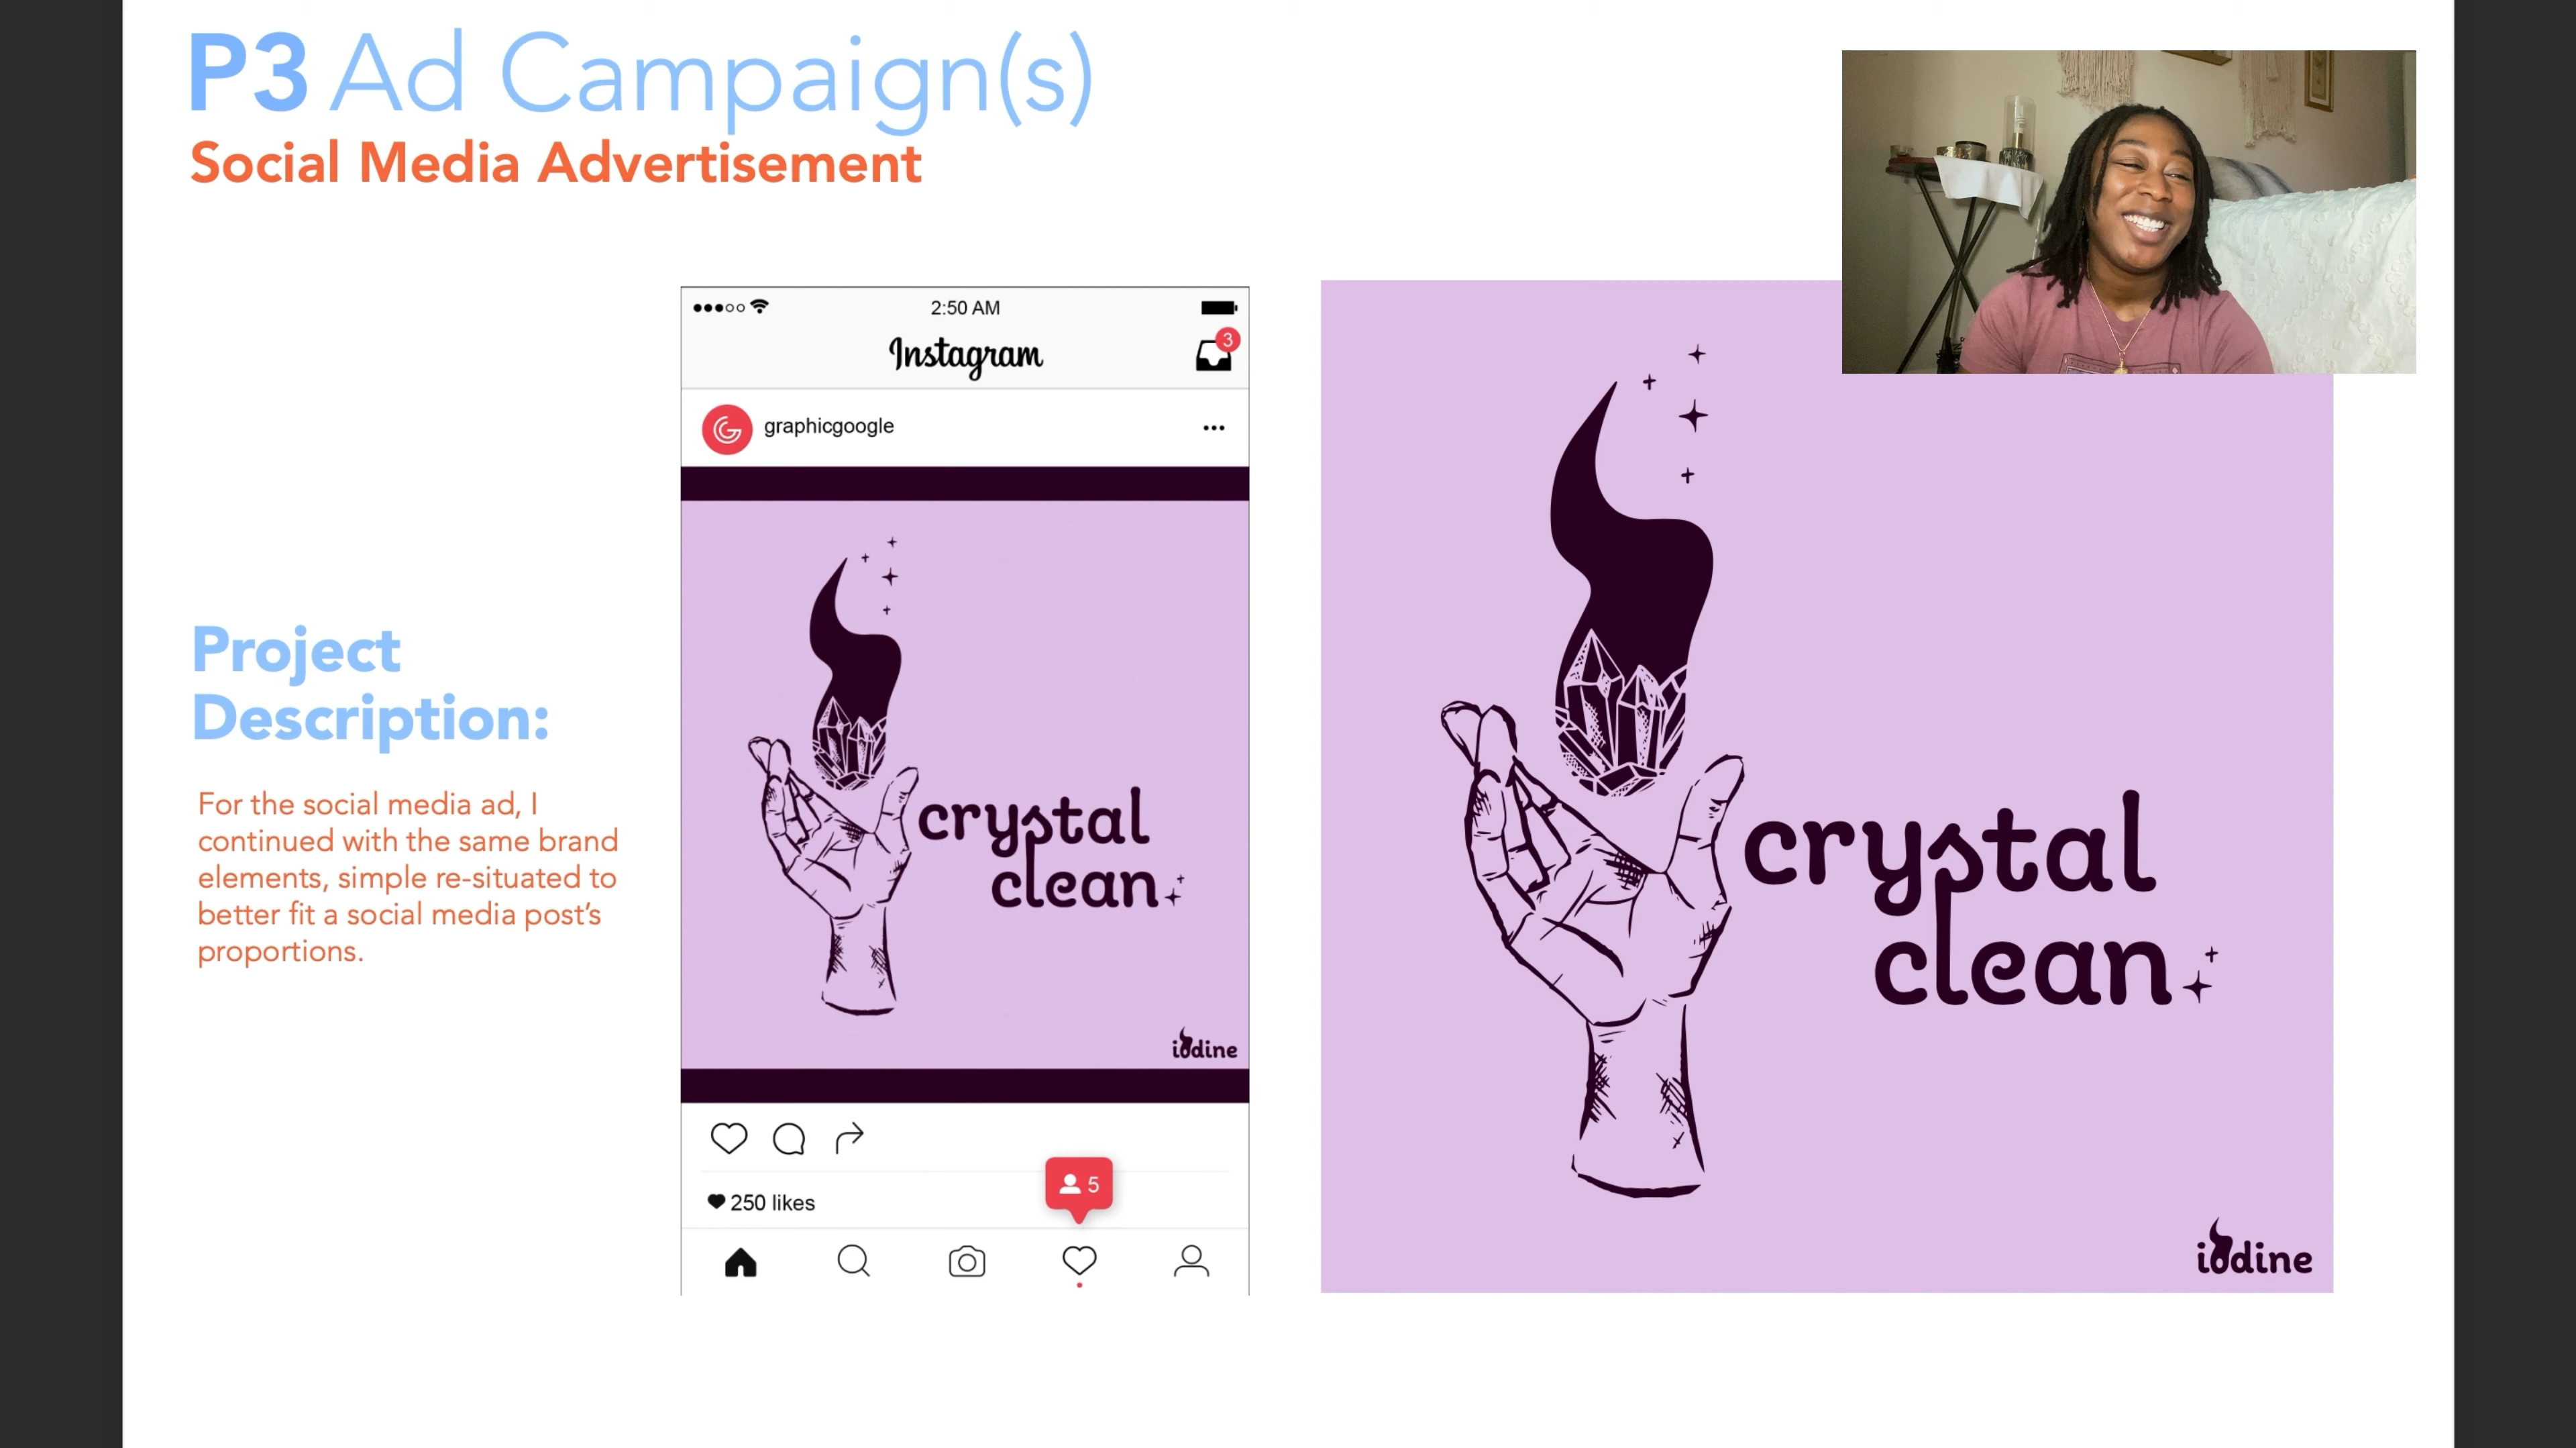 P3 Ad Campaign(s)
Social Media Advertisement
Project
Description:
For the social media ad, I
continued with the same brand
elements, simple re-situated to
better fit a social media post’s
proportions.
2:50 AM
Instagram
3
graphicgoogle
crystal
clean
iodine
250 likes
5
crystal
clean
iodine